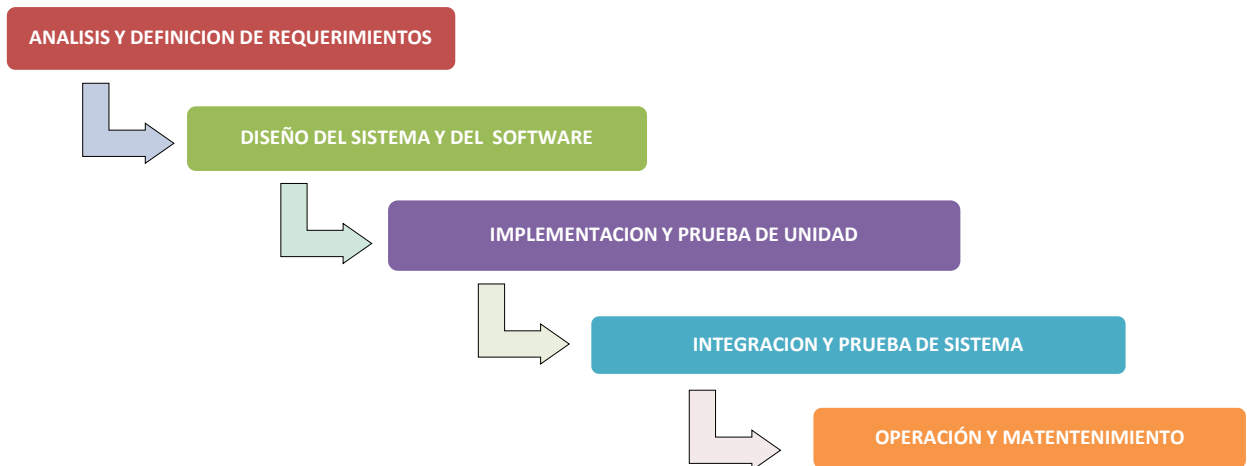 ANALISIS Y DEFINICION DE REQUERIMIENTOS
DISEÑO DEL SISTEMA Y DEL SOFTWARE
IMPLEMENTACION Y PRUEBA DE UNIDAD
INTEGRACION Y PRUEBA DE SISTEMA
OPERACIÓN Y MATENTENIMIENTO